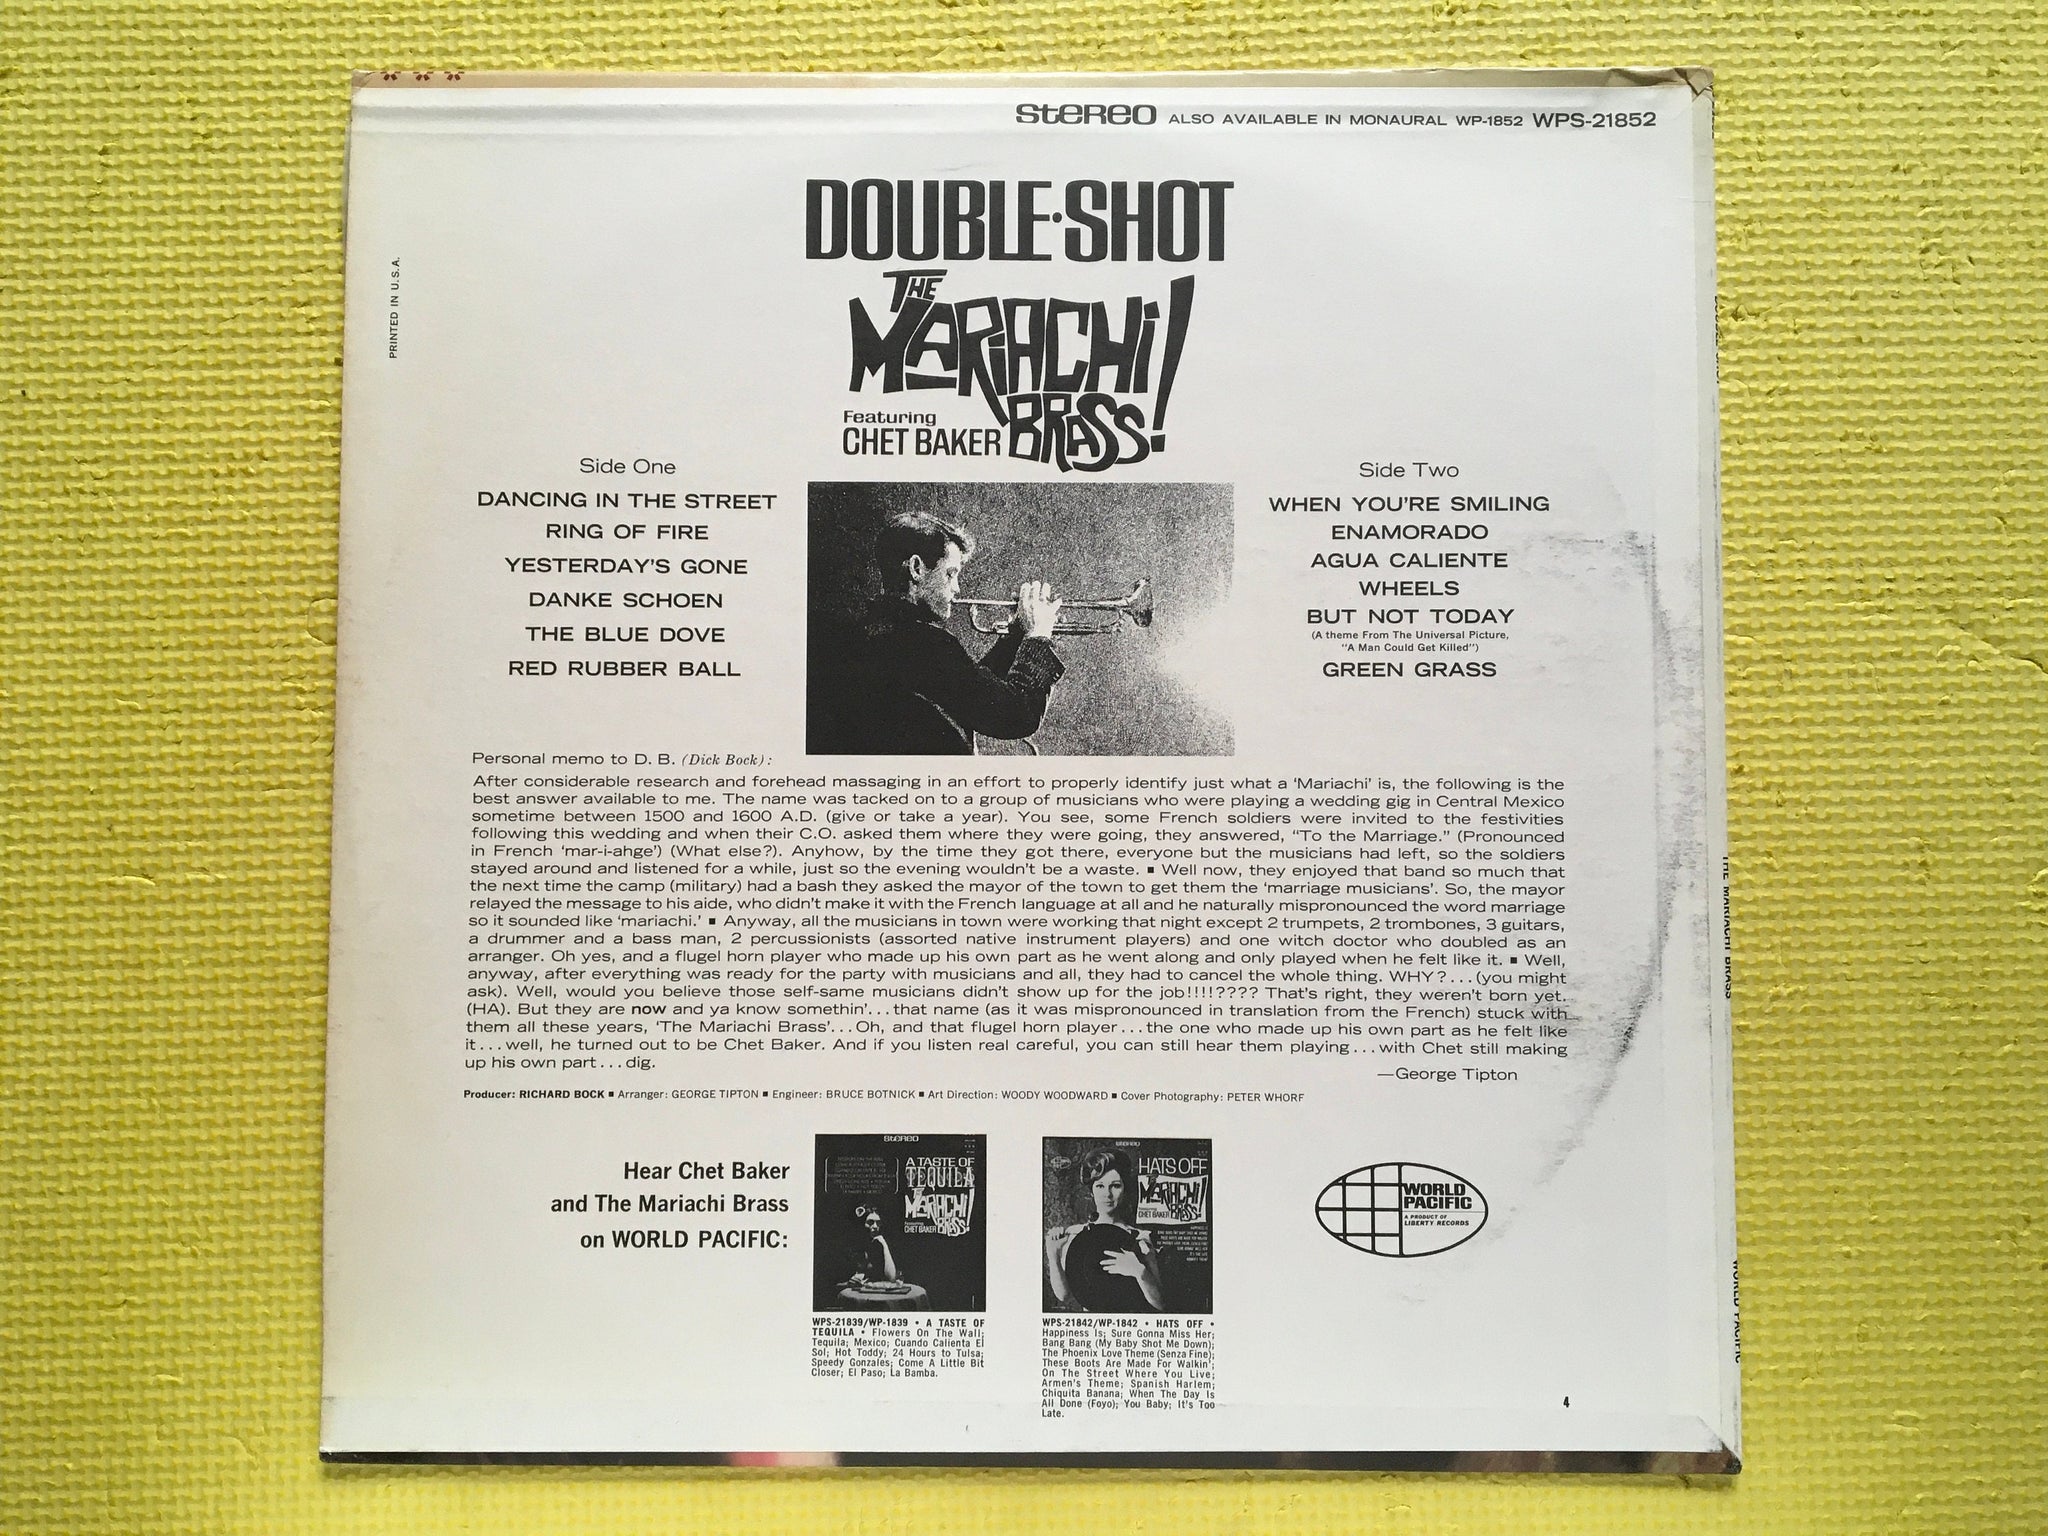 STEREO ALSO AVAILABLE IN MONAURAL WP-1852 WPS-21852
PRINTED IN U.S.A.
DOUBLE·SHOT
THE
MARIACHI!
BRASS!
Featuring
CHET BAKER
Side One
DANCING IN THE STREET
RING OF FIRE
YESTERDAY'S GONE
DANKE SCHOEN
THE BLUE DOVE
RED RUBBER BALL
Side Two
WHEN YOU'RE SMILING
ENAMORADO
AGUA CALIENTE
WHEELS
BUT NOT TODAY
(A theme From The Universal Picture,
"A Man Could Get Killed")
GREEN GRASS
Personal memo to D. B. (Dick Bock):
After considerable research and forehead massaging in an effort to properly identify just what a 'Mariachi' is, the following is the
best answer available to me. The name was tacked on to a group of musicians who were playing a wedding gig in Central Mexico
sometime between 1500 and 1600 A.D. (give or take a year). You see, some French soldiers were invited to the festivities
following this wedding and when their C.O. asked them where they were going, they answered, "To the Marriage." (Pronounced
in French 'mar-i-ahge') (What else?). Anyhow, by the time they got there, everyone but the musicians had left, so the soldiers
stayed around and listened for a while, just so the evening wouldn't be a waste. ■ Well now, they enjoyed that band so much that
the next time the camp (military) had a bash they asked the mayor of the town to get them the 'marriage musicians'. So, the mayor
relayed the message to his aide, who didn't make it with the French language at all and he naturally mispronounced the word marriage
so it sounded like 'mariachi.' ■ Anyway, all the musicians in town were working that night except 2 trumpets, 2 trombones, 3 guitars,
a drummer and a bass man, 2 percussionists (assorted native instrument players) and one witch doctor who doubled as an
arranger. Oh yes, and a flugel horn player who made up his own part as he went along and only played when he felt like it. ■ Well,
anyway, after everything was ready for the party with musicians and all, they had to cancel the whole thing. WHY?...(you might
ask). Well, would you believe those self-same musicians didn't show up for the job!!!!???? That's right, they weren't born yet.
(HA). But they are now and ya know somethin'...that name (as it was mispronounced in translation from the French) stuck with
them all these years, 'The Mariachi Brass'...Oh, and that flugel horn player...the one who made up his own part as he felt like
it...well, he turned out to be Chet Baker. And if you listen real careful, you can still hear them playing...with Chet still making
up his own part...dig.
—George Tipton
Producer: RICHARD BOCK ■ Arranger: GEORGE TIPTON ■ Engineer: BRUCE BOTNICK ■ Art Direction: WOODY WOODWARD ■ Cover Photography: PETER WHORF
Hear Chet Baker
and The Mariachi Brass
on WORLD PACIFIC:
STEREO
A TASTE OF
TEQUILA
THE
MARIACHI!
BRASS!
Featuring
CHET BAKER
WPS-21839/WP-1839 • A TASTE OF
TEQUILA • Flowers On The Wall;
Tequila; Mexico; Cuando Calienta El
Sol; Hot Toddy; 24 Hours to Tulsa;
Speedy Gonzales; Come A Little Bit
Closer; El Paso; La Bamba.
STEREO
HATS OFF
THE
MARIACHI!
BRASS!
CHET BAKER
WPS-21842/WP-1842 • HATS OFF •
Happiness Is; Sure Gonna Miss Her;
Bang Bang (My Baby Shot Me Down);
The Phoenix Love Theme (Senza Fine);
These Boots Are Made For Walkin';
On The Street Where You Live;
Armen's Theme; Spanish Harlem;
Chiquita Banana; When The Day Is
All Done (Foyo); You Baby; It's Too
Late.
WORLD
PACIFIC
A PRODUCT OF
LIBERTY RECORDS
4
THE MARIACHI BRASS
WORLD PACIFIC